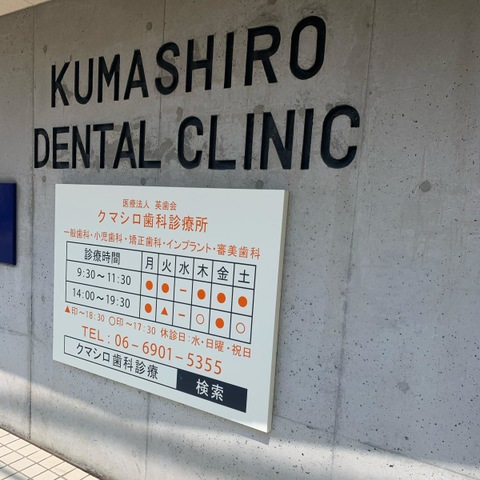 KUMASHIRO
DENTAL CLINIC
医療法人 英歯会
クマシロ歯科診療所
一般歯科・小児歯科・矯正歯科・インプラント・審美歯科
診療時間 月 火 水 木 金 土
9:30〜11:30 ● ● − ● ● ●
14:00〜19:30 ● ▲ − ○ ● ○
▲印〜18:30 ○印〜17:30 休診日:水・日曜・祝日
TEL:06-6901-5355
クマシロ歯科診療 検索